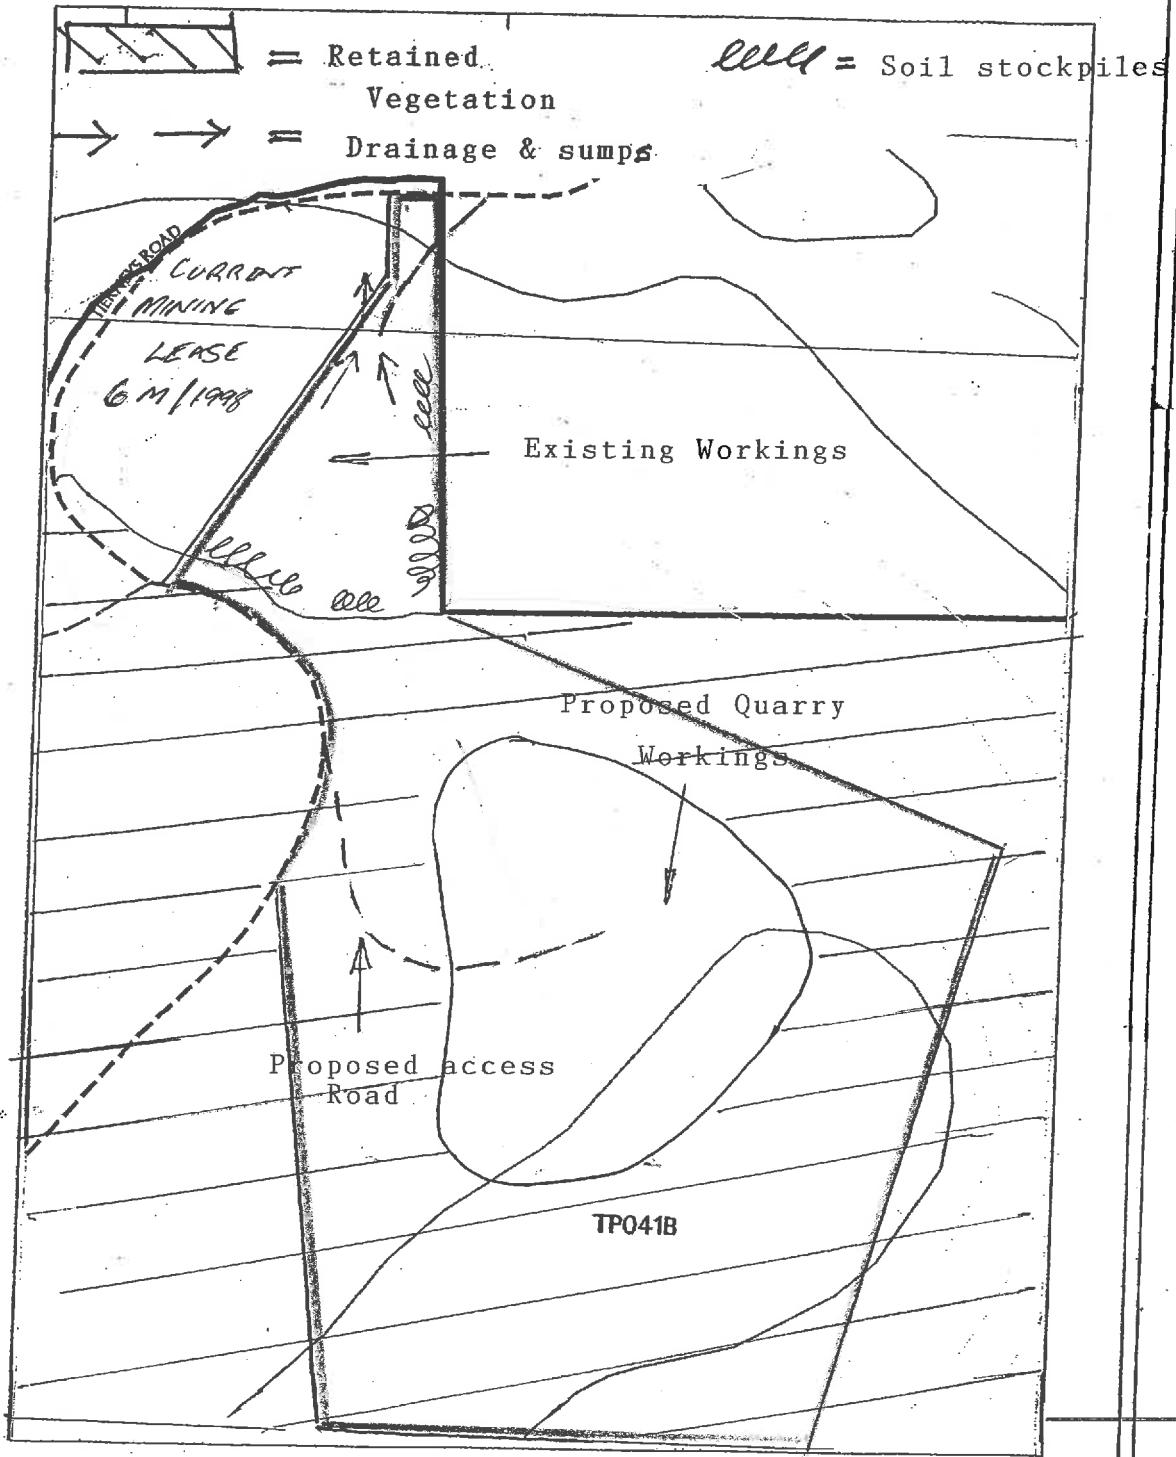 = Retained
Vegetation
= Soil stockpiles
= Drainage & sumps
TIERNEYS ROAD
CURRENT
MINING
LEASE
6 M/1998
Existing Workings
Proposed Quarry
Workings
Proposed access
Road
TP041B